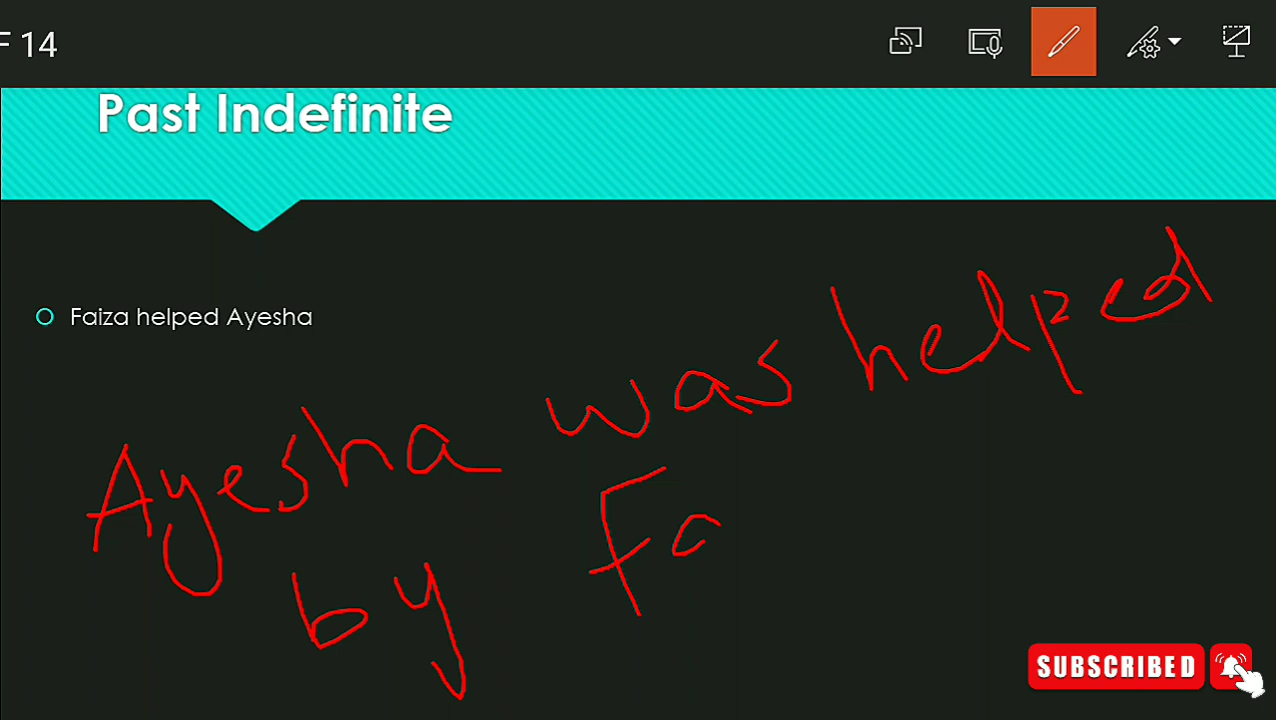 F 14
Past Indefinite
Faiza helped Ayesha
Ayesha was helped
by Fa
SUBSCRIBED